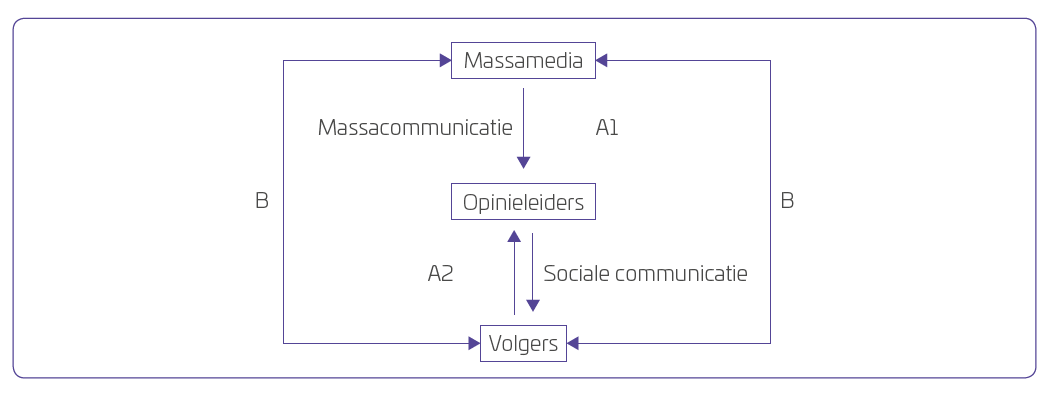 Massamedia
Massacommunicatie A1
B Opinieleiders B
A2 Sociale communicatie
Volgers